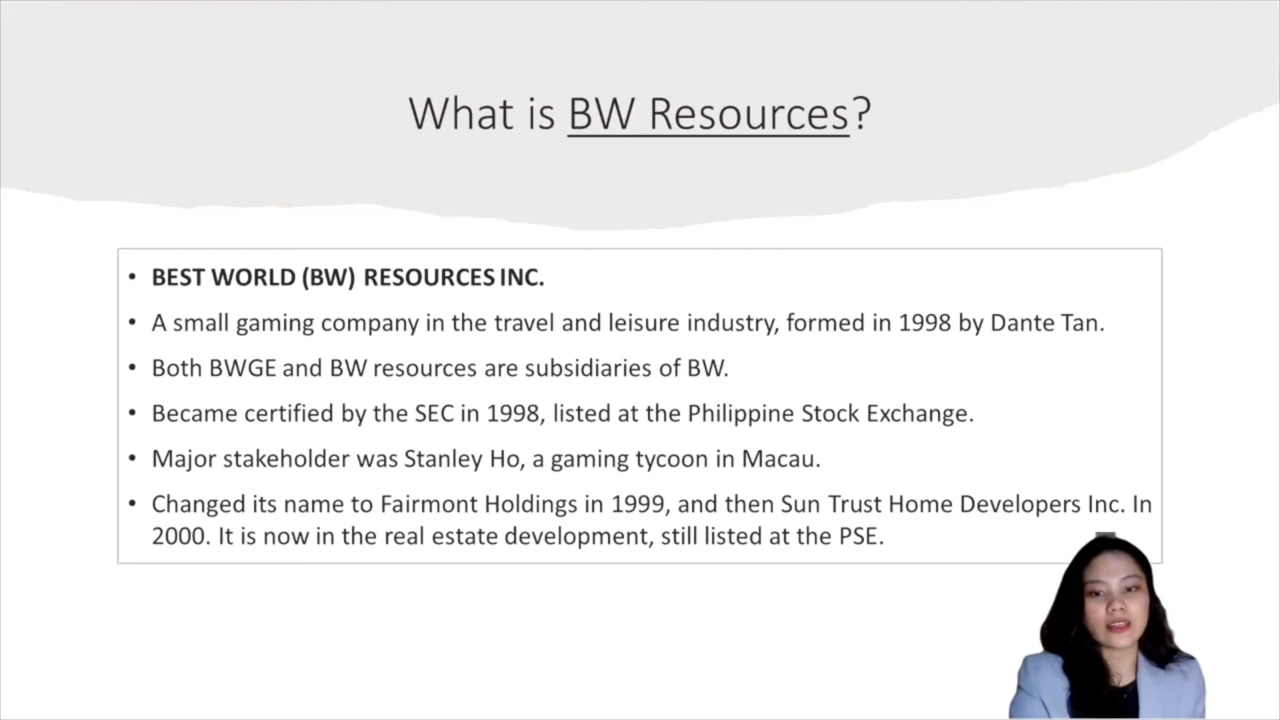 What is BW Resources?
• BEST WORLD (BW) RESOURCES INC.
• A small gaming company in the travel and leisure industry, formed in 1998 by Dante Tan.
• Both BWGE and BW resources are subsidiaries of BW.
• Became certified by the SEC in 1998, listed at the Philippine Stock Exchange.
• Major stakeholder was Stanley Ho, a gaming tycoon in Macau.
• Changed its name to Fairmont Holdings in 1999, and then Sun Trust Home Developers Inc. In
2000. It is now in the real estate development, still listed at the PSE.